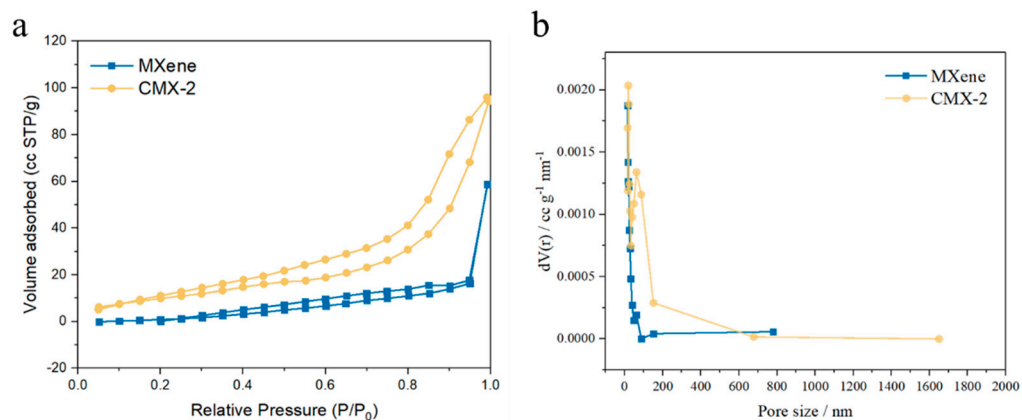 a
Volume adsorbed (cc STP/g)
120
100
80
60
40
20
0
-20
MXene
CMX-2
0.0 0.2 0.4 0.6 0.8 1.0
Relative Pressure (P/P₀)
b
dV(r) / cc g⁻¹ nm⁻¹
0.0020
0.0015
0.0010
0.0005
0.0000
MXene
CMX-2
0 200 400 600 800 1000 1200 1400 1600 1800 2000
Pore size / nm